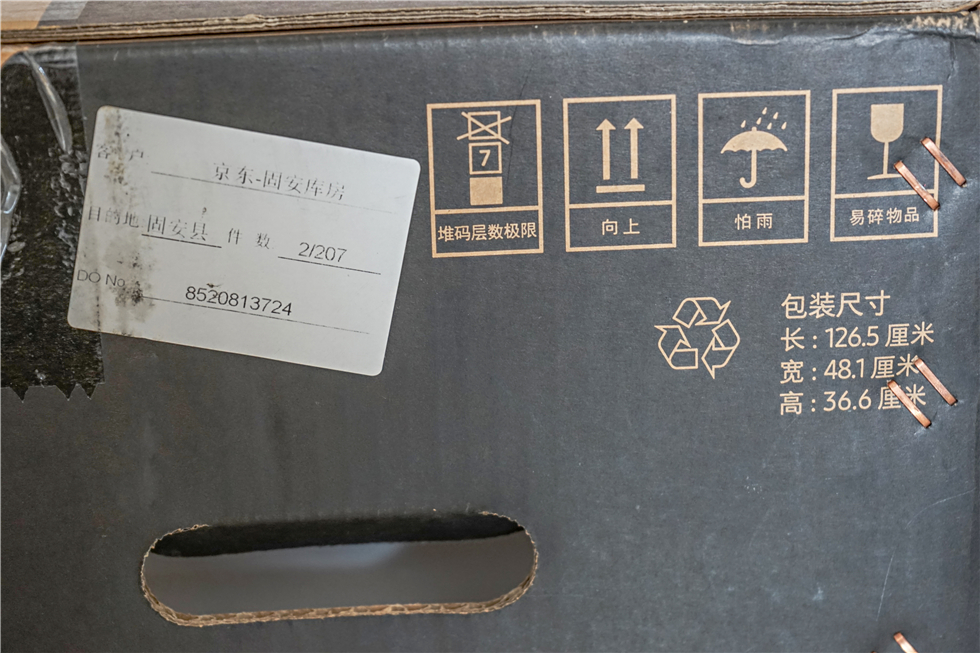 客户 京东-固安库房
目的地 固安县 件数 2/207
DO No. 8520813724
7
堆码层数极限
向上
怕雨
易碎物品
包装尺寸
长：126.5 厘米
宽：48.1 厘米
高：36.6 厘米